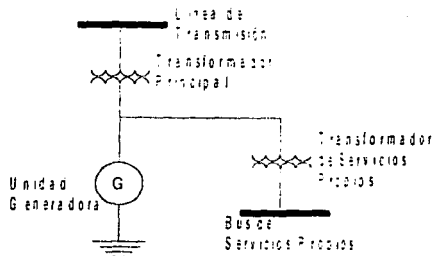 Línea de
Transmisión
Transformador
Principal
Transformador
de Servicios
Propios
Unidad
Generadora
G
Bus de
Servicios Propios